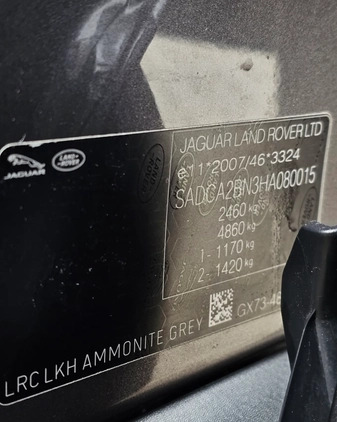 JAGUAR
LAND-ROVER
JAGUAR LAND ROVER LTD
e11*2007/46*3324
SADCA2BN3HA080015
2460 kg
4860 kg
1-1170 kg
2-1420 kg
GX73-
LRC LKH AMMONITE GREY